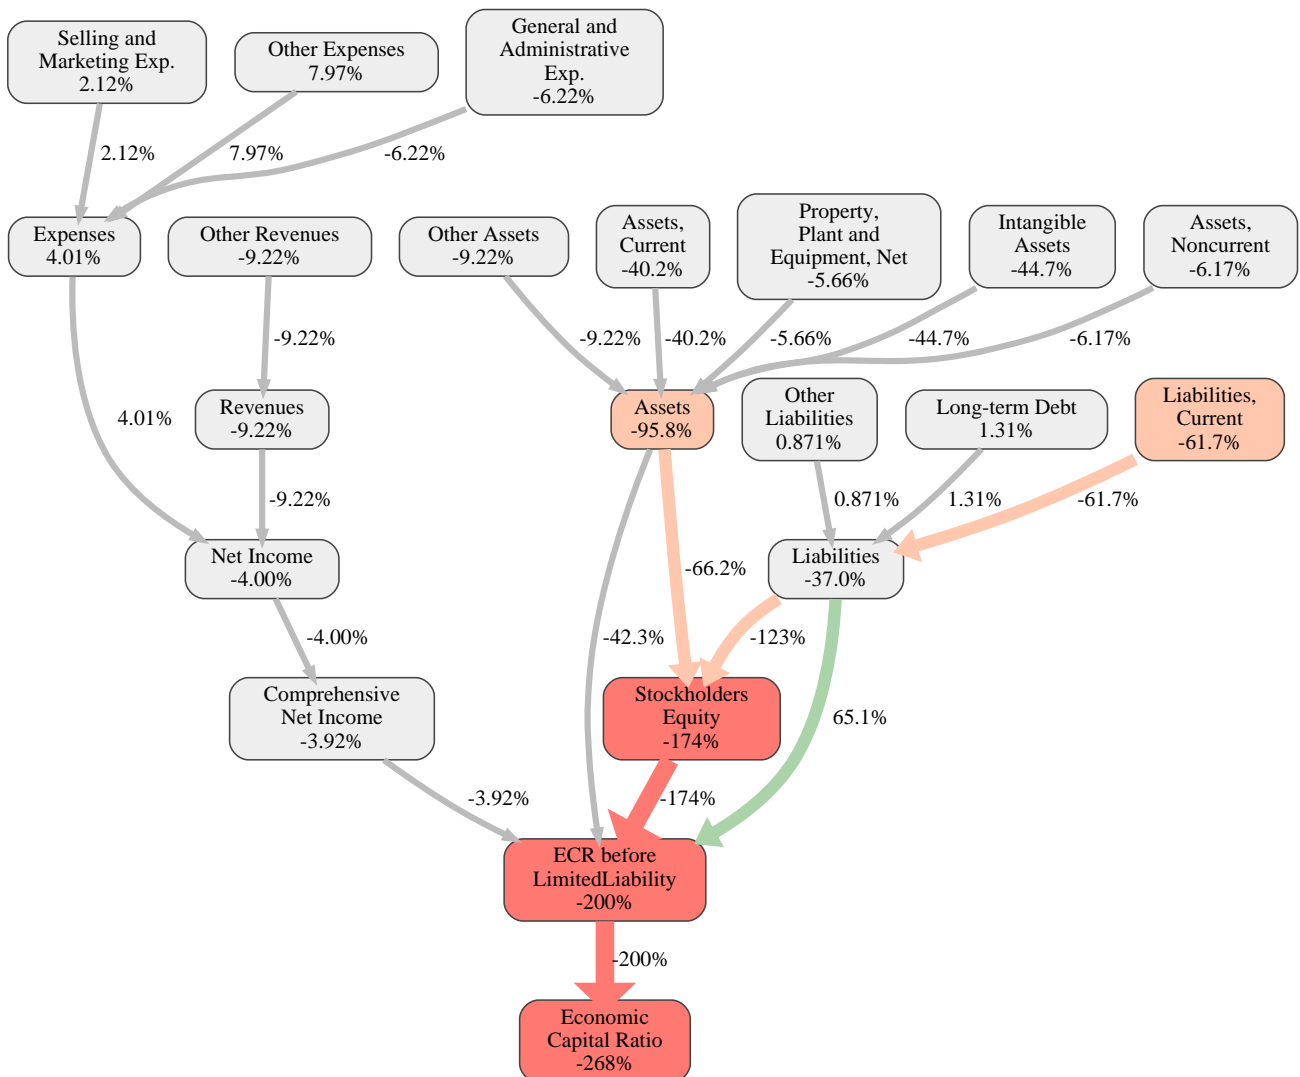 Selling and
Marketing Exp.
2.12%
Other Expenses
7.97%
General and
Administrative
Exp.
-6.22%
2.12%
7.97%
-6.22%
Expenses
4.01%
Other Revenues
-9.22%
Other Assets
-9.22%
Assets,
Current
-40.2%
Property,
Plant and
Equipment, Net
-5.66%
Intangible
Assets
-44.7%
Assets,
Noncurrent
-6.17%
-9.22%
-9.22%
-40.2%
-5.66%
-44.7%
-6.17%
4.01%
Revenues
-9.22%
Assets
-95.8%
Other
Liabilities
0.871%
Long-term Debt
1.31%
Liabilities,
Current
-61.7%
-9.22%
0.871%
1.31%
-61.7%
Net Income
-4.00%
-66.2%
Liabilities
-37.0%
-4.00%
-42.3%
-123%
Comprehensive
Net Income
-3.92%
Stockholders
Equity
-174%
65.1%
-3.92%
-174%
ECR before
LimitedLiability
-200%
-200%
Economic
Capital Ratio
-268%